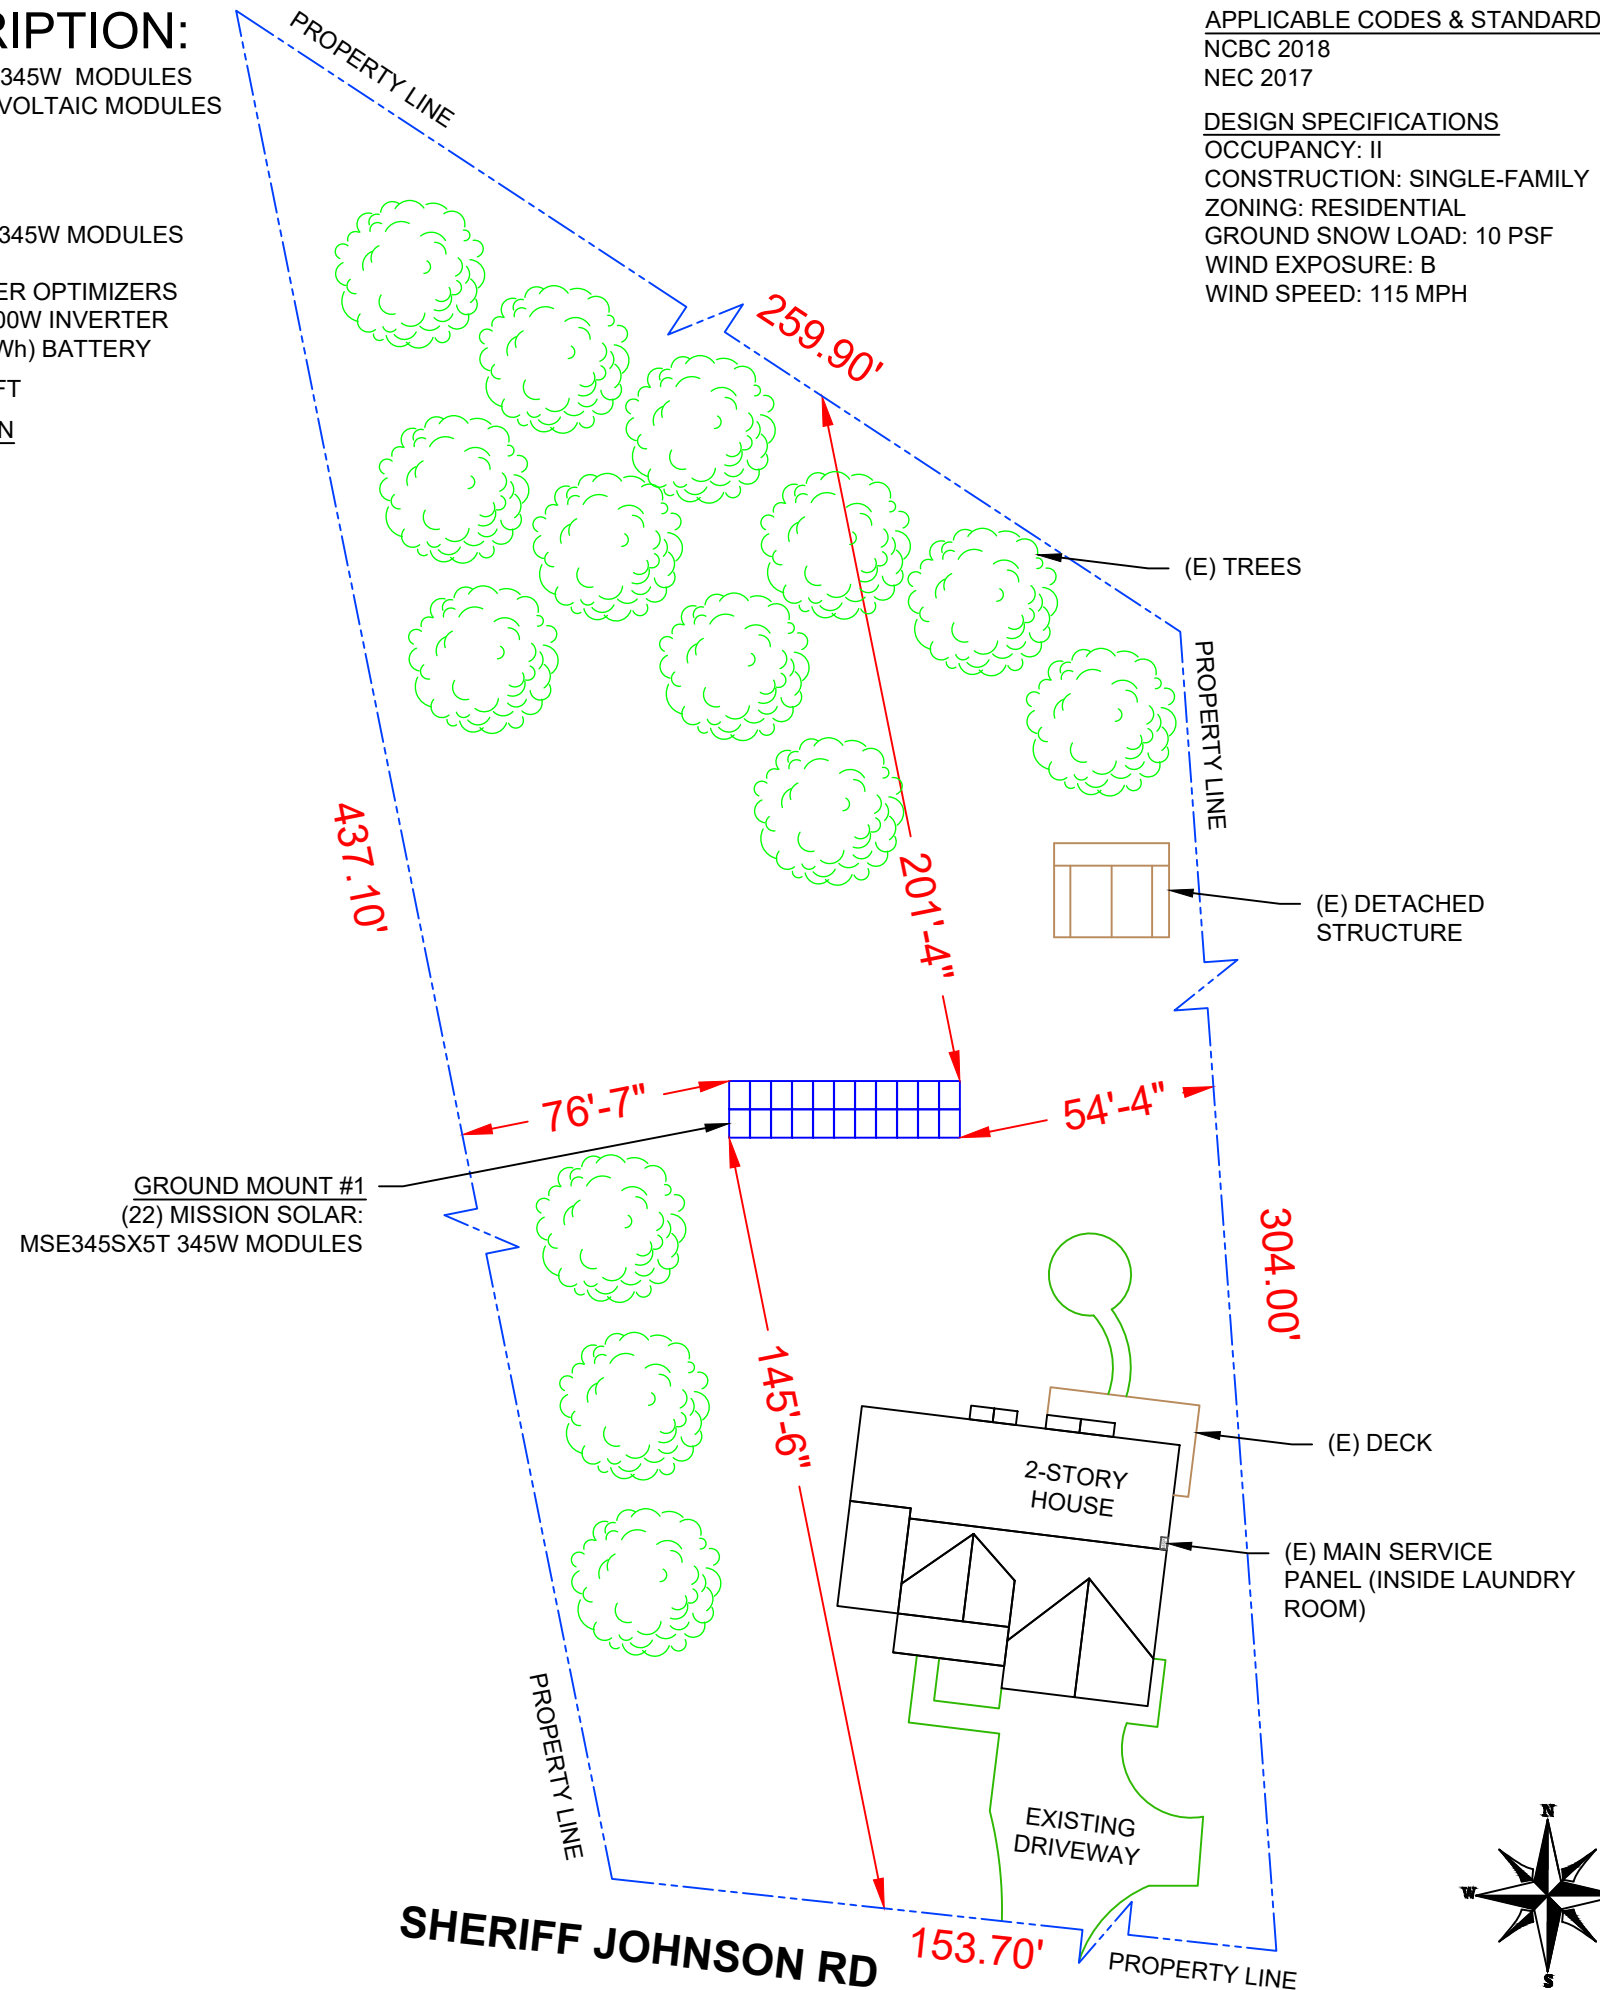 RIPTION:
345W MODULES
VOLTAIC MODULES
345W MODULES
ER OPTIMIZERS
00W INVERTER
Wh) BATTERY
FT
N
APPLICABLE CODES & STANDARD
NCBC 2018
NEC 2017
DESIGN SPECIFICATIONS
OCCUPANCY: II
CONSTRUCTION: SINGLE-FAMILY
ZONING: RESIDENTIAL
GROUND SNOW LOAD: 10 PSF
WIND EXPOSURE: B
WIND SPEED: 115 MPH
PROPERTY LINE
259.90'
(E) TREES
PROPERTY LINE
437.10'
201'-4"
(E) DETACHED
STRUCTURE
76'-7"
54'-4"
GROUND MOUNT #1
(22) MISSION SOLAR:
MSE345SX5T 345W MODULES
304.00'
145'-6"
(E) DECK
2-STORY
HOUSE
(E) MAIN SERVICE
PANEL (INSIDE LAUNDRY
ROOM)
PROPERTY LINE
EXISTING
DRIVEWAY
SHERIFF JOHNSON RD
153.70'
PROPERTY LINE
N
W
S